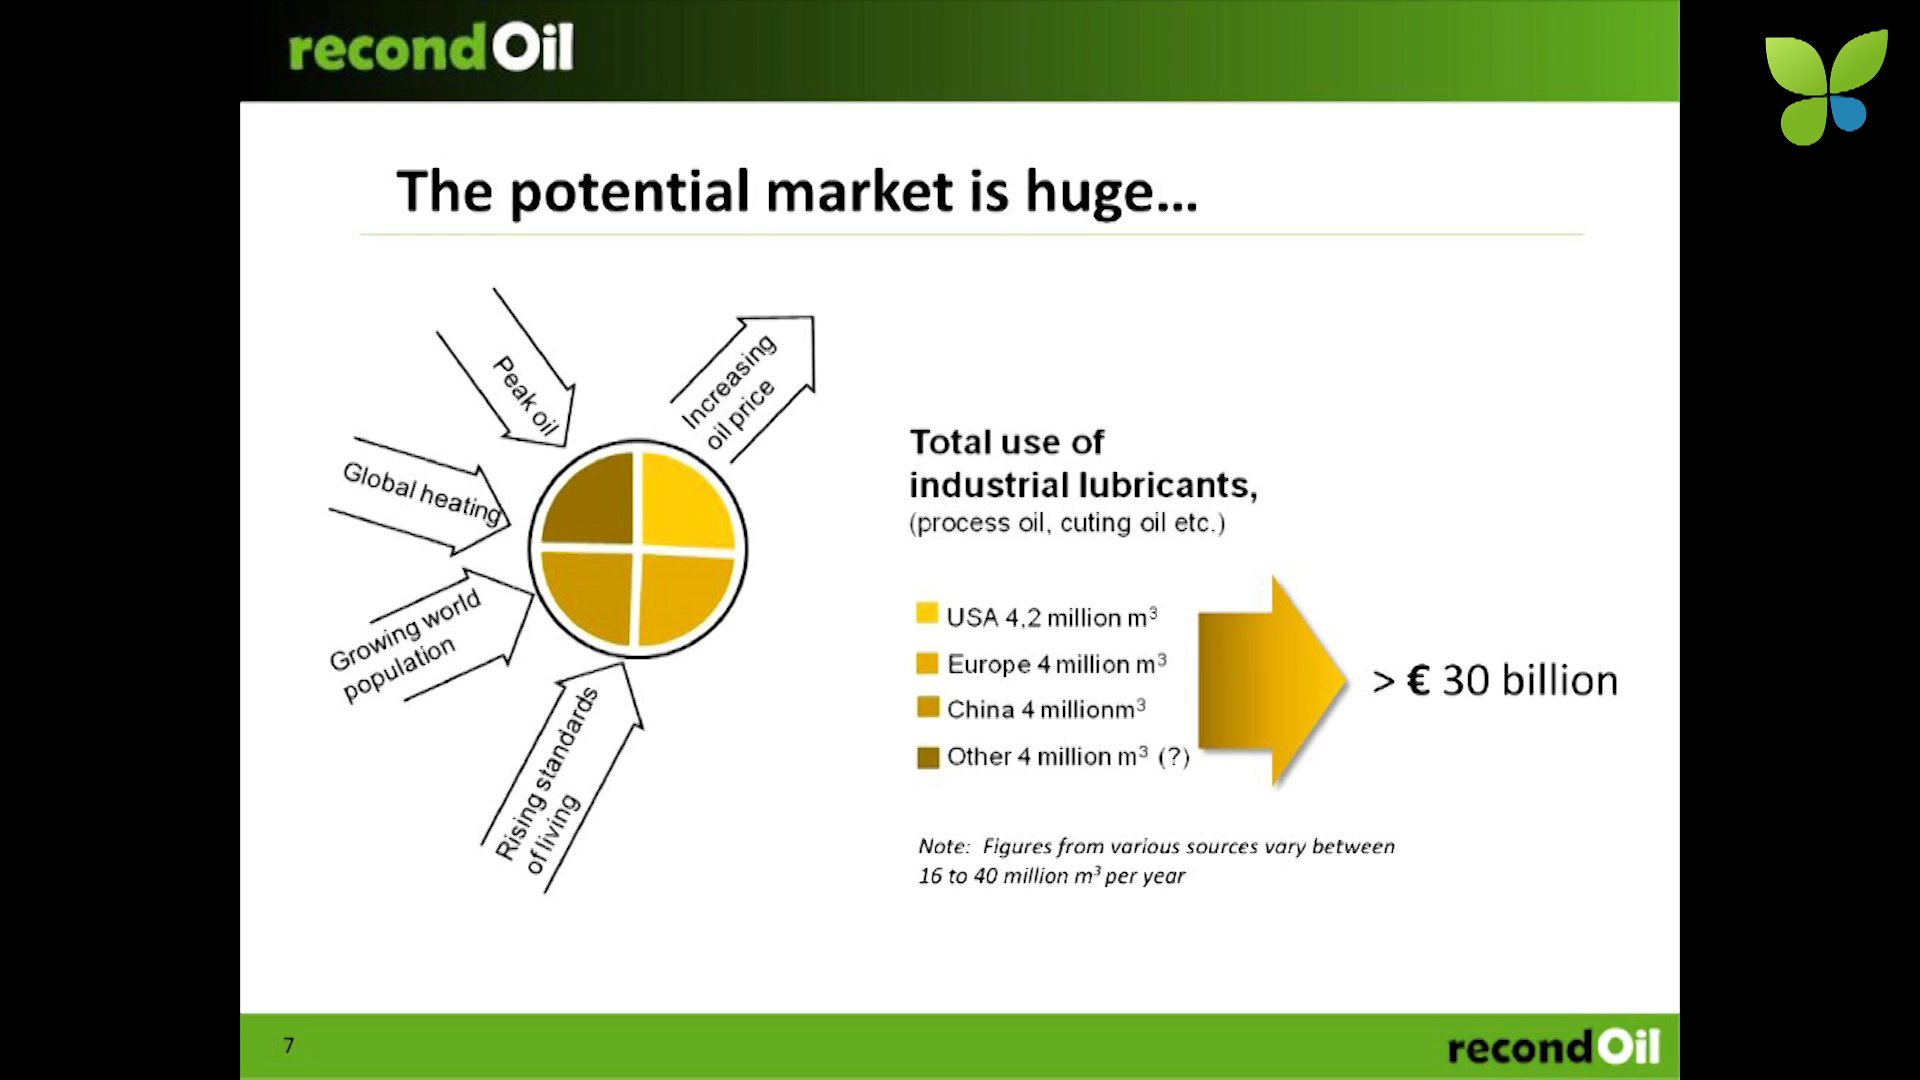 recondOil
The potential market is huge...
Peak oil
Increasing
oil price
Global heating
Growing world
population
Rising standards
of living
Total use of
industrial lubricants,
(process oil, cuting oil etc.)
USA 4,2 million m³
Europe 4 million m³
China 4 millionm³
Other 4 million m³ (?)
> € 30 billion
Note: Figures from various sources vary between
16 to 40 million m³ per year
7
recondOil